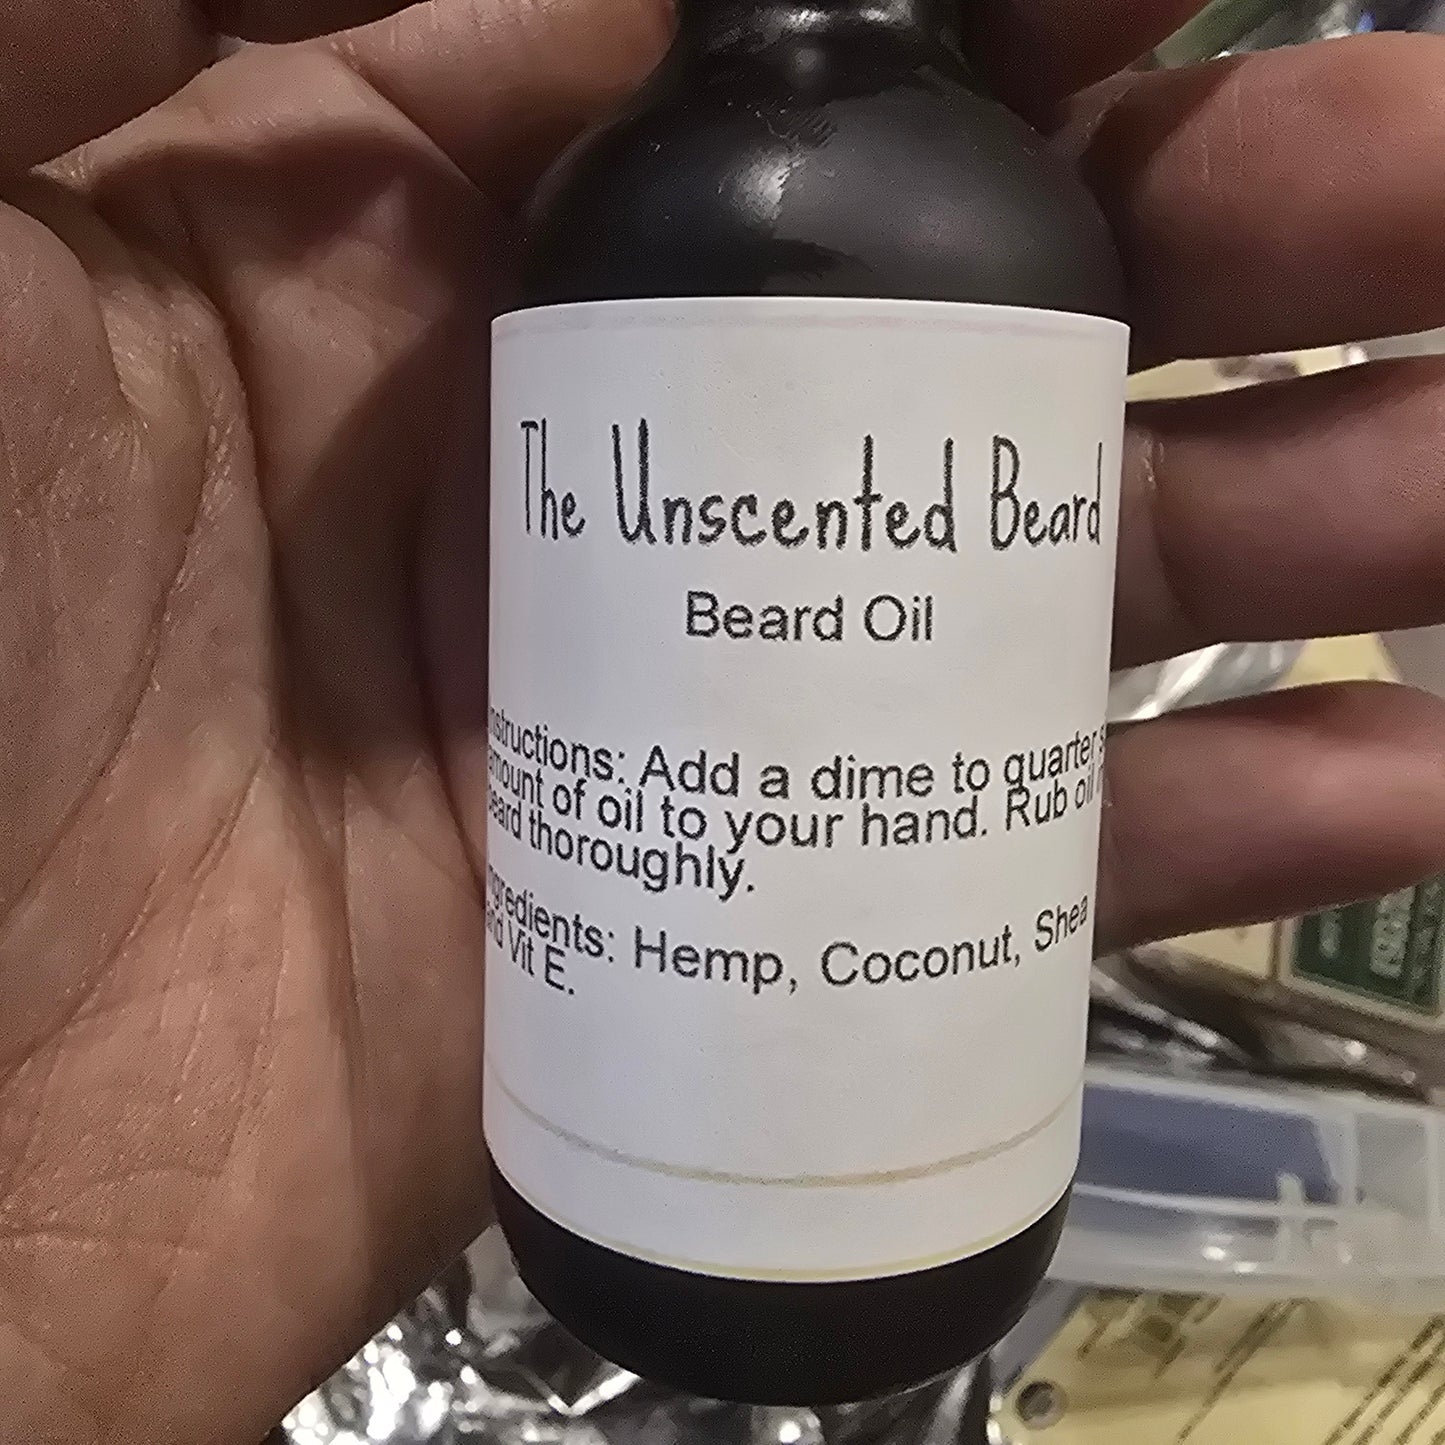 The Unscented Beard
Beard Oil
nstructions: Add a dime to quarter s
amount of oil to your hand. Rub oil
beard thoroughly.
ngredients: Hemp, Coconut, Shea
and Vit E.